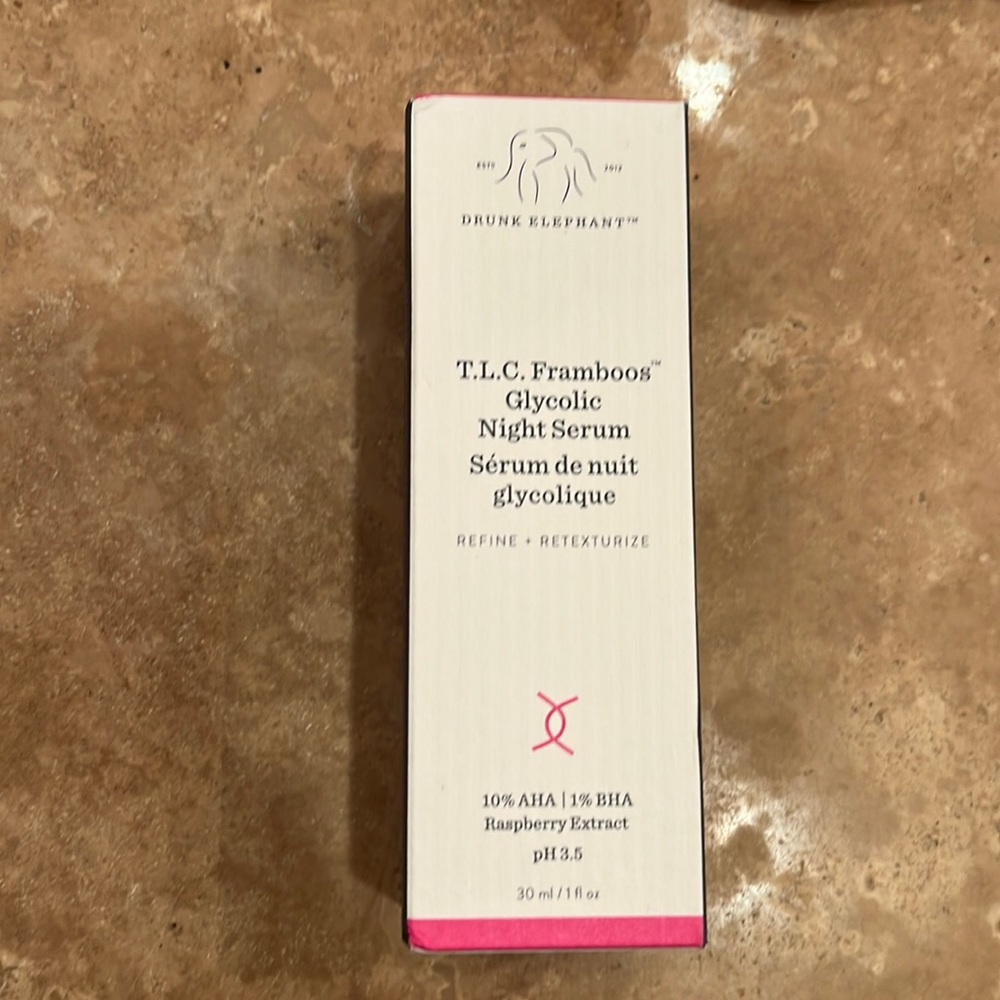 ESTD 2012
DRUNK ELEPHANT™
T.L.C. Framboos™
Glycolic
Night Serum
Sérum de nuit
glycolique
REFINE + RETEXTURIZE
10% AHA | 1% BHA
Raspberry Extract
pH 3.5
30 ml / 1 fl oz